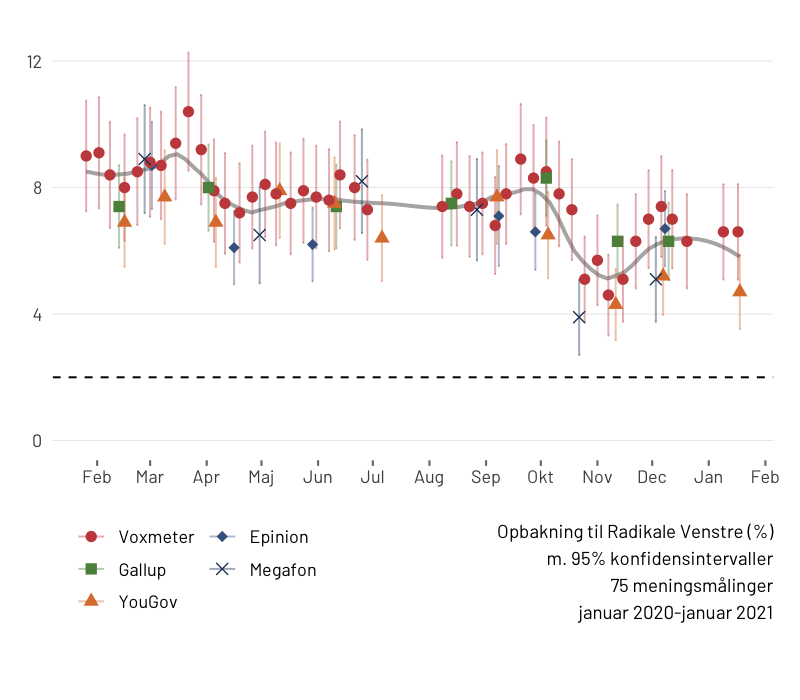 12
8
4
0
Feb Mar Apr Maj Jun Jul Aug Sep Okt Nov Dec Jan Feb
Voxmeter
Epinion
Gallup
Megafon
YouGov
Opbakning til Radikale Venstre (%)
m. 95% konfidensintervaller
75 meningsmålinger
januar 2020-januar 2021